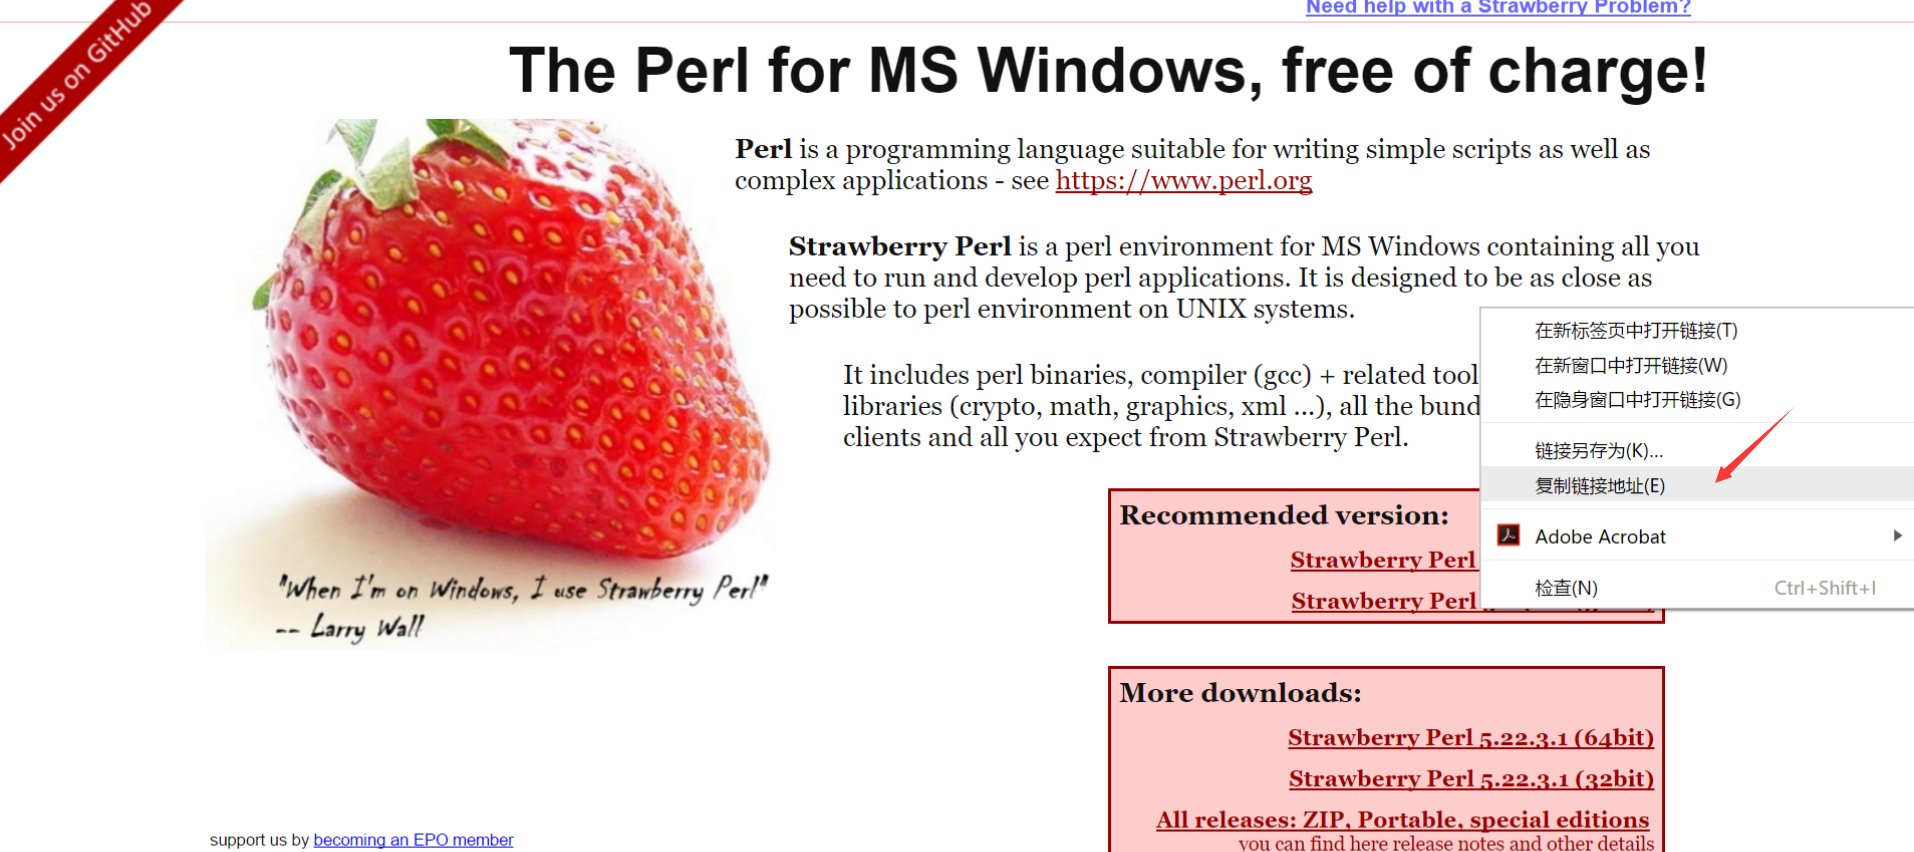 Need help with a Strawberry Problem?
Join us on GitHub
The Perl for MS Windows, free of charge!
Perl is a programming language suitable for writing simple scripts as well as
complex applications - see https://www.perl.org
Strawberry Perl is a perl environment for MS Windows containing all you
need to run and develop perl applications. It is designed to be as close as
possible to perl environment on UNIX systems.
It includes perl binaries, compiler (gcc) + related tool
libraries (crypto, math, graphics, xml ...), all the bund
clients and all you expect from Strawberry Perl.
在新标签页中打开链接(T)
在新窗口中打开链接(W)
在隐身窗口中打开链接(G)
链接另存为(K)...
复制链接地址(E)
Adobe Acrobat
检查(N) Ctrl+Shift+I
Recommended version:
Strawberry Perl
Strawberry Perl
"When I'm on Windows, I use Strawberry Perl"
-- Larry Wall
More downloads:
Strawberry Perl 5.22.3.1 (64bit)
Strawberry Perl 5.22.3.1 (32bit)
All releases: ZIP, Portable, special editions
you can find here release notes and other details
support us by becoming an EPO member